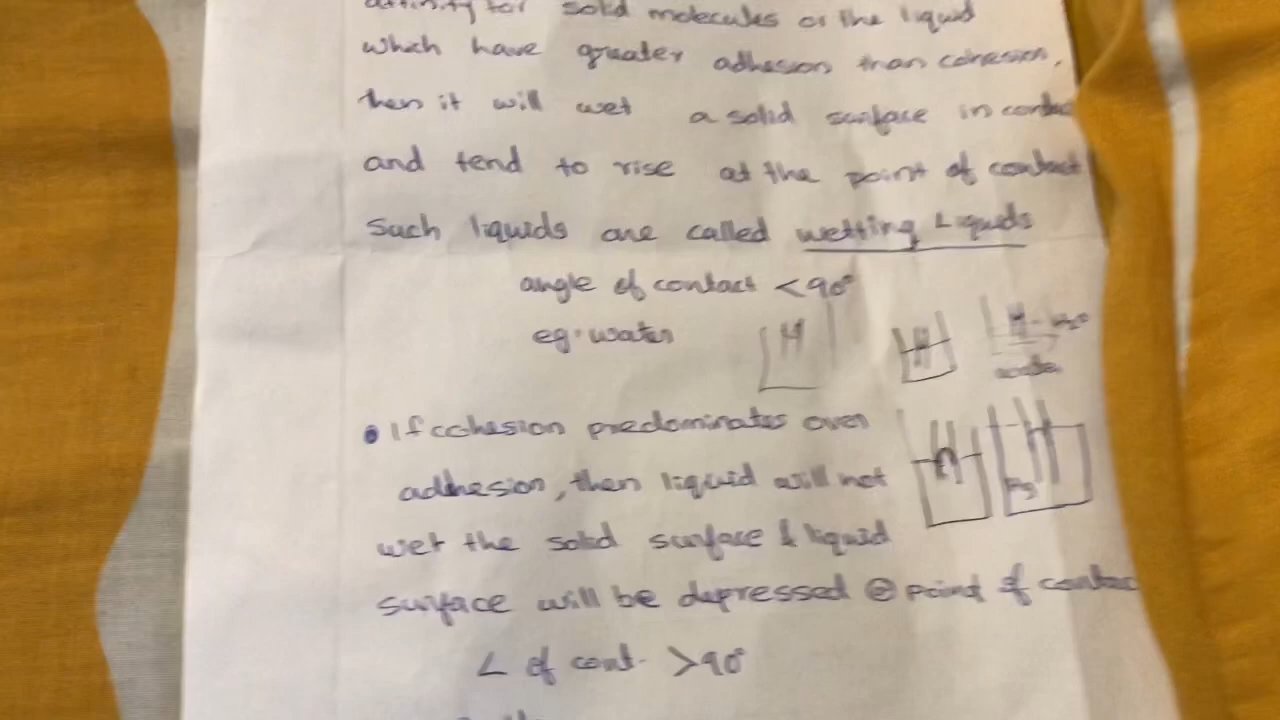 affinity for solid molecules or the liquid
which have greater adhesion than cohesion,
then it will wet a solid surface in contac
and tend to rise at the point of contact
Such liquids are called wetting Liquids
angle of contact < 90°
eg. water
water
• If cohesion predominates over
adhesion, then liquid will not
wet the solid surface & liquid
surface will be depressed @ point of contac
∠ of cont. > 90°